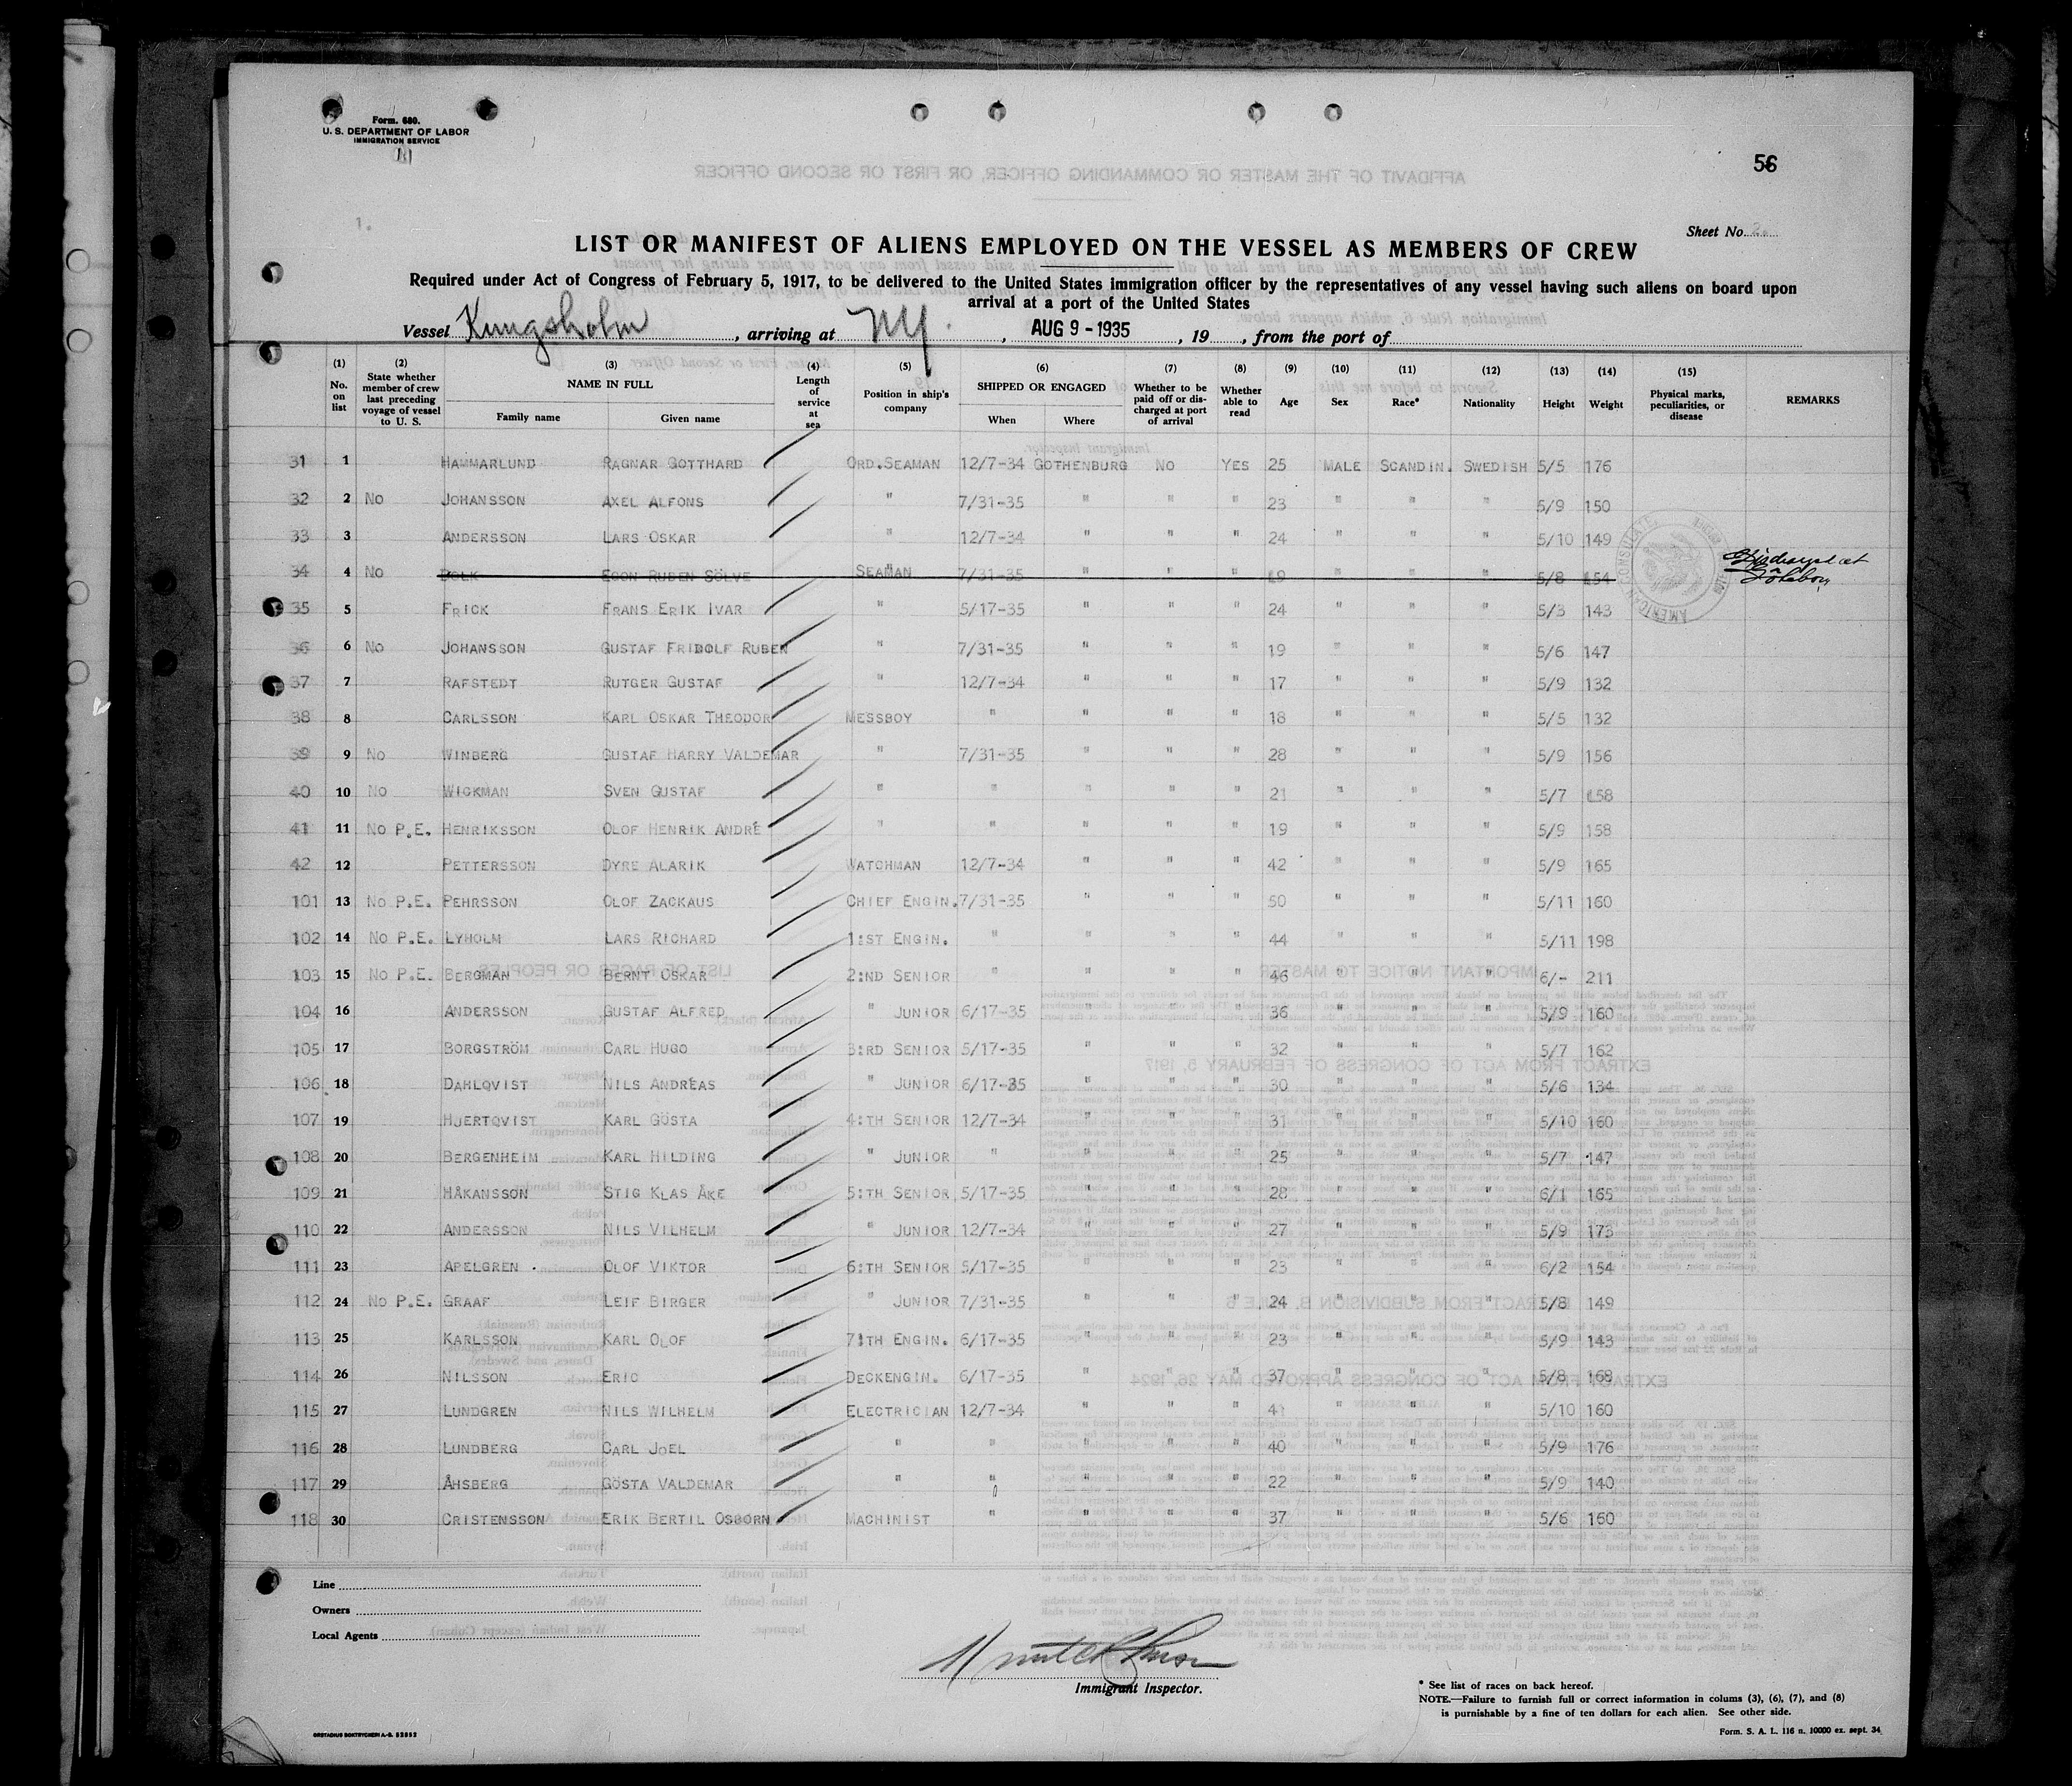 Form. 680.
U. S. DEPARTMENT OF LABOR
IMMIGRATION SERVICE
56
Sheet No. 2.
LIST OR MANIFEST OF ALIENS EMPLOYED ON THE VESSEL AS MEMBERS OF CREW
Required under Act of Congress of February 5, 1917, to be delivered to the United States immigration officer by the representatives of any vessel having such aliens on board upon
arrival at a port of the United States
Vessel Kungsholm, arriving at NY, AUG 9 - 1935, 19, from the port of
(1) No. on list (2) State whether member of crew last preceding voyage of vessel to U. S. (3) NAME IN FULL Family name Given name (4) Length of service at sea (5) Position in ship's company (6) SHIPPED OR ENGAGED When Where (7) Whether to be paid off or discharged at port of arrival (8) Whether able to read (9) Age (10) Sex (11) Race* (12) Nationality (13) Height (14) Weight (15) Physical marks, peculiarities, or disease REMARKS
31 1 HAMMARLUND RAGNAR GOTTHARD ORD.SEAMAN 12/7-34 GOTHENBURG NO YES 25 MALE SCANDIN. SWEDISH 5/5 176
32 2 NO JOHANSSON AXEL ALFONS " 7/31-35 " " " 23 " " " 5/9 150
33 3 ANDERSSON LARS OSKAR " 12/7-34 " " " 24 " " " 5/10 149
34 4 NO EGON RUBEN SÖLVE SEAMAN 7/31-35 " " " 19 " " " 5/8 154
35 5 FRICK FRANS ERIK IVAR " 5/17-35 " " " 24 " " " 5/3 143
36 6 NO JOHANSSON GUSTAF FRIDOLF RUBEN " 7/31-35 " " " 19 " " " 5/6 147
37 7 RAFSTEDT RUTGER GUSTAF " 12/7-34 " " " 17 " " " 5/9 132
38 8 CARLSSON KARL OSKAR THEODOR MESSBOY " " " " 18 " " " 5/5 132
39 9 NO WINBERG GUSTAF HARRY VALDEMAR " 7/31-35 " " " 28 " " " 5/9 156
40 10 NO WICKMAN SVEN GUSTAF " " " " " 21 " " " 5/7 158
41 11 NO P.E. HENRIKSSON OLOF HENRIK ANDRÉ " " " " " 19 " " " 5/9 158
42 12 PETTERSSON DYRE ALARIK WATCHMAN 12/7-34 " " " 42 " " " 5/9 165
101 13 NO P.E. PEHRSSON OLOF ZACKAUS CHIEF ENGIN. 7/31-35 " " " 50 " " " 5/11 160
102 14 NO P.E. LYHOLM LARS RICHARD 1:ST ENGIN. " " " " 44 " " " 5/11 198
103 15 NO P.E. BERGMAN BERNT OSKAR 2:ND SENIOR " " " " 46 " " " 6/- 211
104 16 ANDERSSON GUSTAF ALFRED " JUNIOR 6/17-35 " " " 36 " " " 5/9 160
105 17 BORGSTRÖM CARL HUGO 3:RD SENIOR 5/17-35 " " " 32 " " " 5/7 162
106 18 DAHLQVIST NILS ANDREAS " JUNIOR 6/17-35 " " " 30 " " " 5/6 134
107 19 HJERTQVIST KARL GÖSTA 4:TH SENIOR 12/7-34 " " " 31 " " " 5/10 160
108 20 BERGENHEIM KARL HILDING " JUNIOR " " " " 25 " " " 5/7 147
109 21 HÅKANSSON STIG KLAS ÅKE 5:TH SENIOR 5/17-35 " " " 28 " " " 6/1 165
110 22 ANDERSSON NILS VILHELM " JUNIOR 12/7-34 " " " 27 " " " 5/9 173
111 23 APELGREN OLOF VIKTOR 6:TH SENIOR 5/17-35 " " " 23 " " " 6/2 154
112 24 NO P.E. GRAAF LEIF BIRGER " JUNIOR 7/31-35 " " " 24 " " " 5/8 149
113 25 KARLSSON KARL OLOF 7:TH ENGIN. 6/17-35 " " " 23 " " " 5/9 143
114 26 NILSSON ERIC DECKENGIN. 6/17-35 " " " 37 " " " 5/8 168
115 27 LUNDGREN NILS WILHELM ELECTRICIAN 12/7-34 " " " 41 " " " 5/10 160
116 28 LUNDBERG CARL JOEL " " " " " 40 " " " 5/9 176
117 29 ÅHSBERG GÖSTA VALDEMAR " " " " " 22 " " " 5/9 140
118 30 CRISTENSSON ERIK BERTIL OSBORN MACHINIST " " " " 37 " " " 5/6 160
Line
Owners
Local Agents
Immigrant Inspector.
* See list of races on back hereof.
NOTE.—Failure to furnish full or correct information in colums (3), (6), (7), and (8)
is punishable by a fine of ten dollars for each alien. See other side.
Form. S. A. L. 116 n. 10000 ex. sept. 34